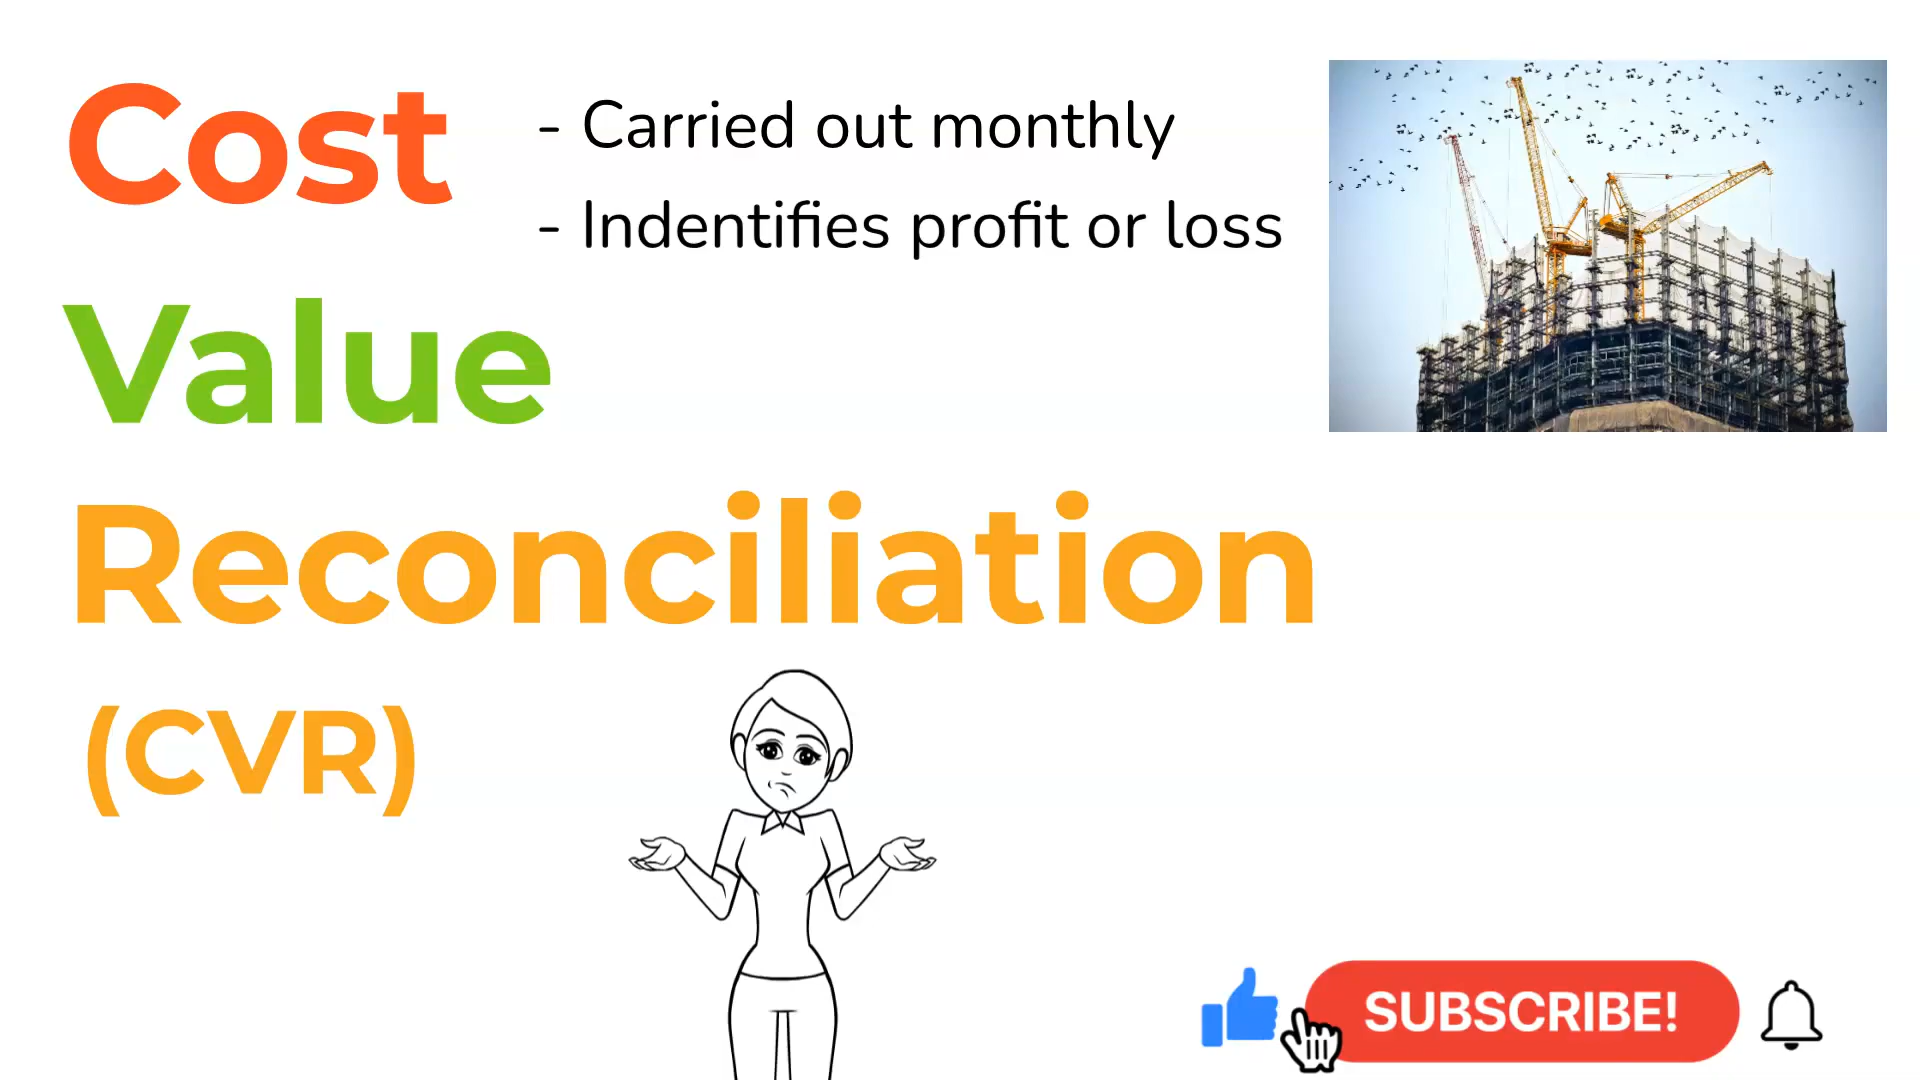 Cost
- Carried out monthly
- Indentifies profit or loss
Value
Reconciliation
(CVR)
SUBSCRIBE!